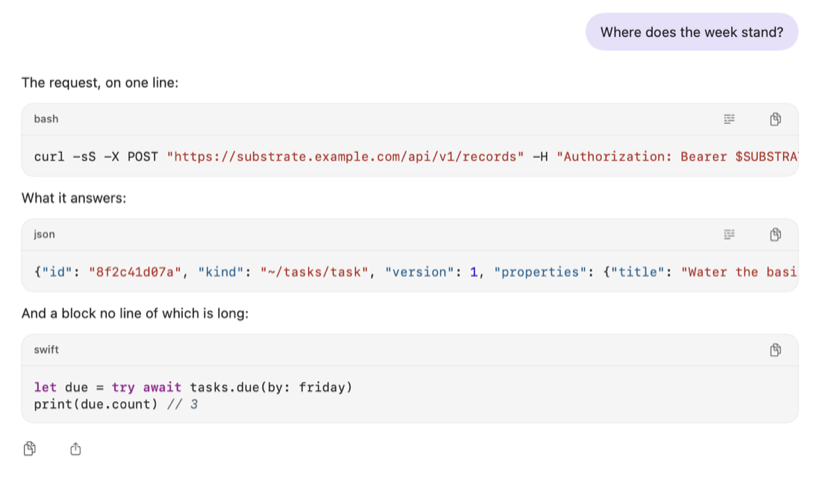 Where does the week stand?
The request, on one line:
bash
curl -sS -X POST "https://substrate.example.com/api/v1/records" -H "Authorization: Bearer $SUBSTRA
What it answers:
json
{"id": "8f2c41d07a", "kind": "~/tasks/task", "version": 1, "properties": {"title": "Water the basi
And a block no line of which is long:
swift
let due = try await tasks.due(by: friday)
print(due.count) // 3